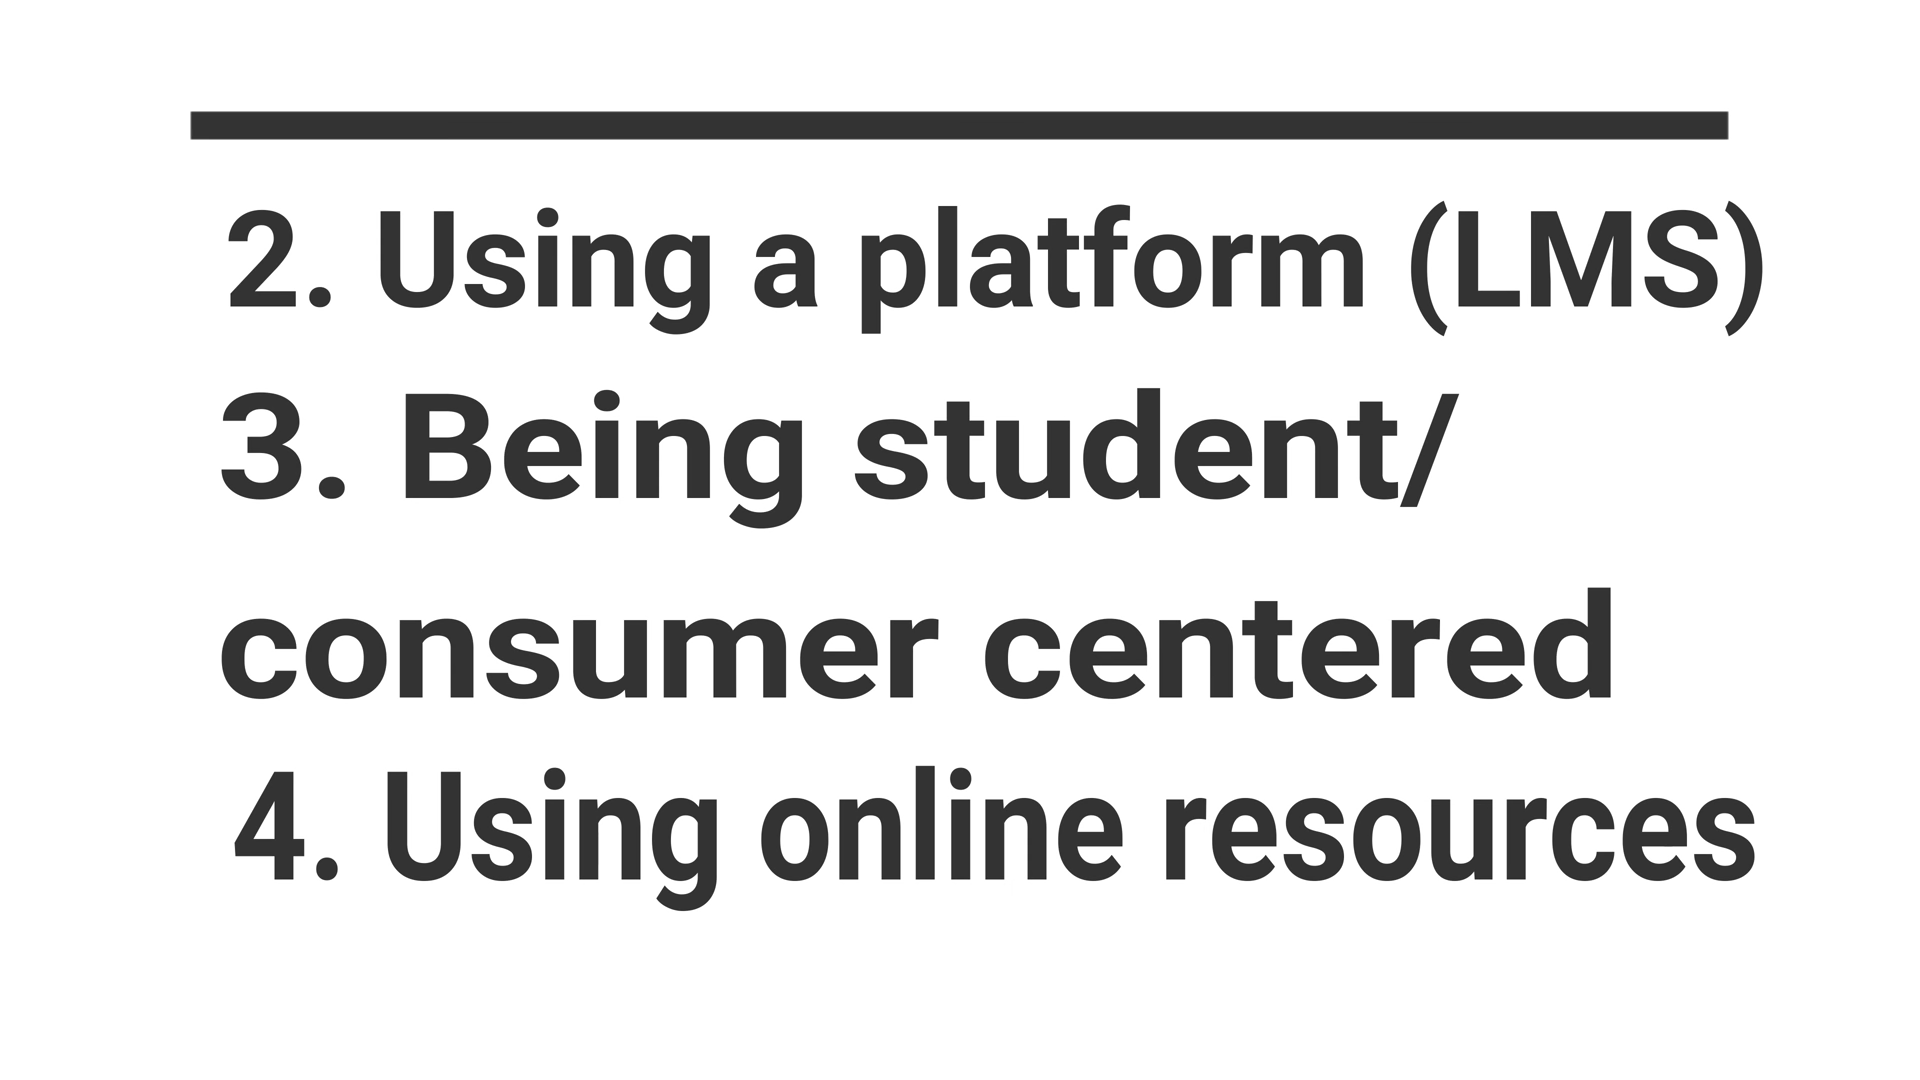 2. Using a platform (LMS)
3. Being student/
consumer centered
4. Using online resources